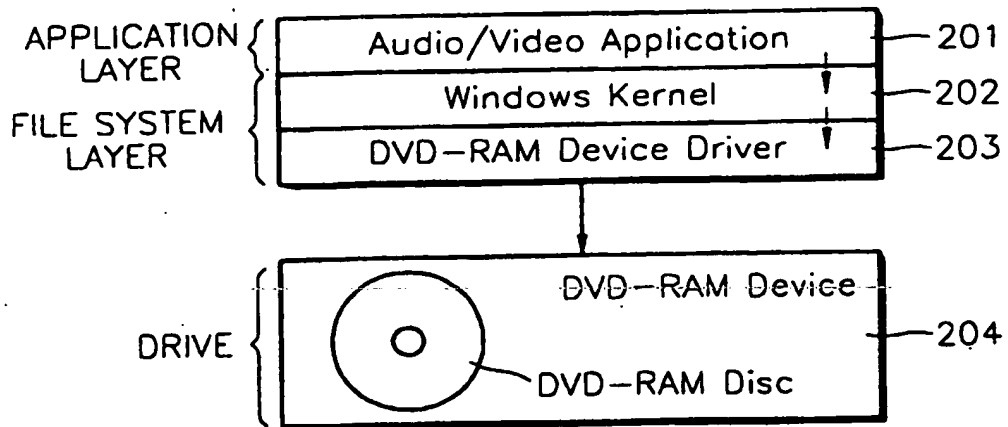 APPLICATION
LAYER
Audio/Video Application
201
Windows Kernel
202
FILE SYSTEM
LAYER
DVD-RAM Device Driver
203
DVD-RAM Device
DRIVE
204
DVD-RAM Disc